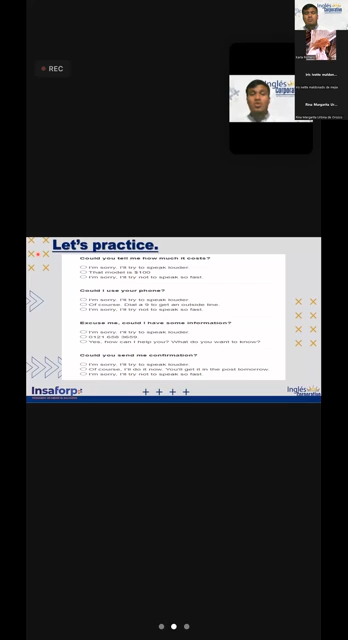 Inglés
Corporativo
REC
Let's practice.
Could you tell me how much it costs?
I'm sorry, I'll try to speak louder.
That model is $100
I'm sorry, I'll try not to speak so fast.
Could I use your phone?
I'm sorry, I'll try to speak louder.
Of course. Dial a 9 to get an outside line.
I'm sorry, I'll try not to speak so fast.
Excuse me, could I have some information?
I'm sorry, I'll try to speak louder.
0121 656 3659
Yes, how can I help you? What do you want to know?
Could you send me confirmation?
I'm sorry, I'll try to speak louder.
Of course, I'll do it now. You'll get it in the post tomorrow.
I'm sorry, I'll try not to speak so fast.
Insaforp
Inglés
Corporativo